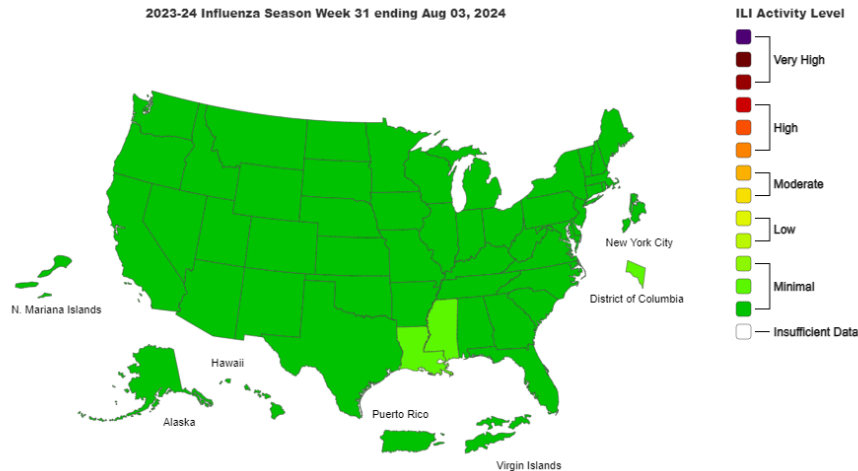 2023-24 Influenza Season Week 31 ending Aug 03, 2024
ILI Activity Level
Very High
High
Moderate
Low
Minimal
Insufficient Data
New York City
District of Columbia
N. Mariana Islands
Hawaii
Alaska
Puerto Rico
Virgin Islands